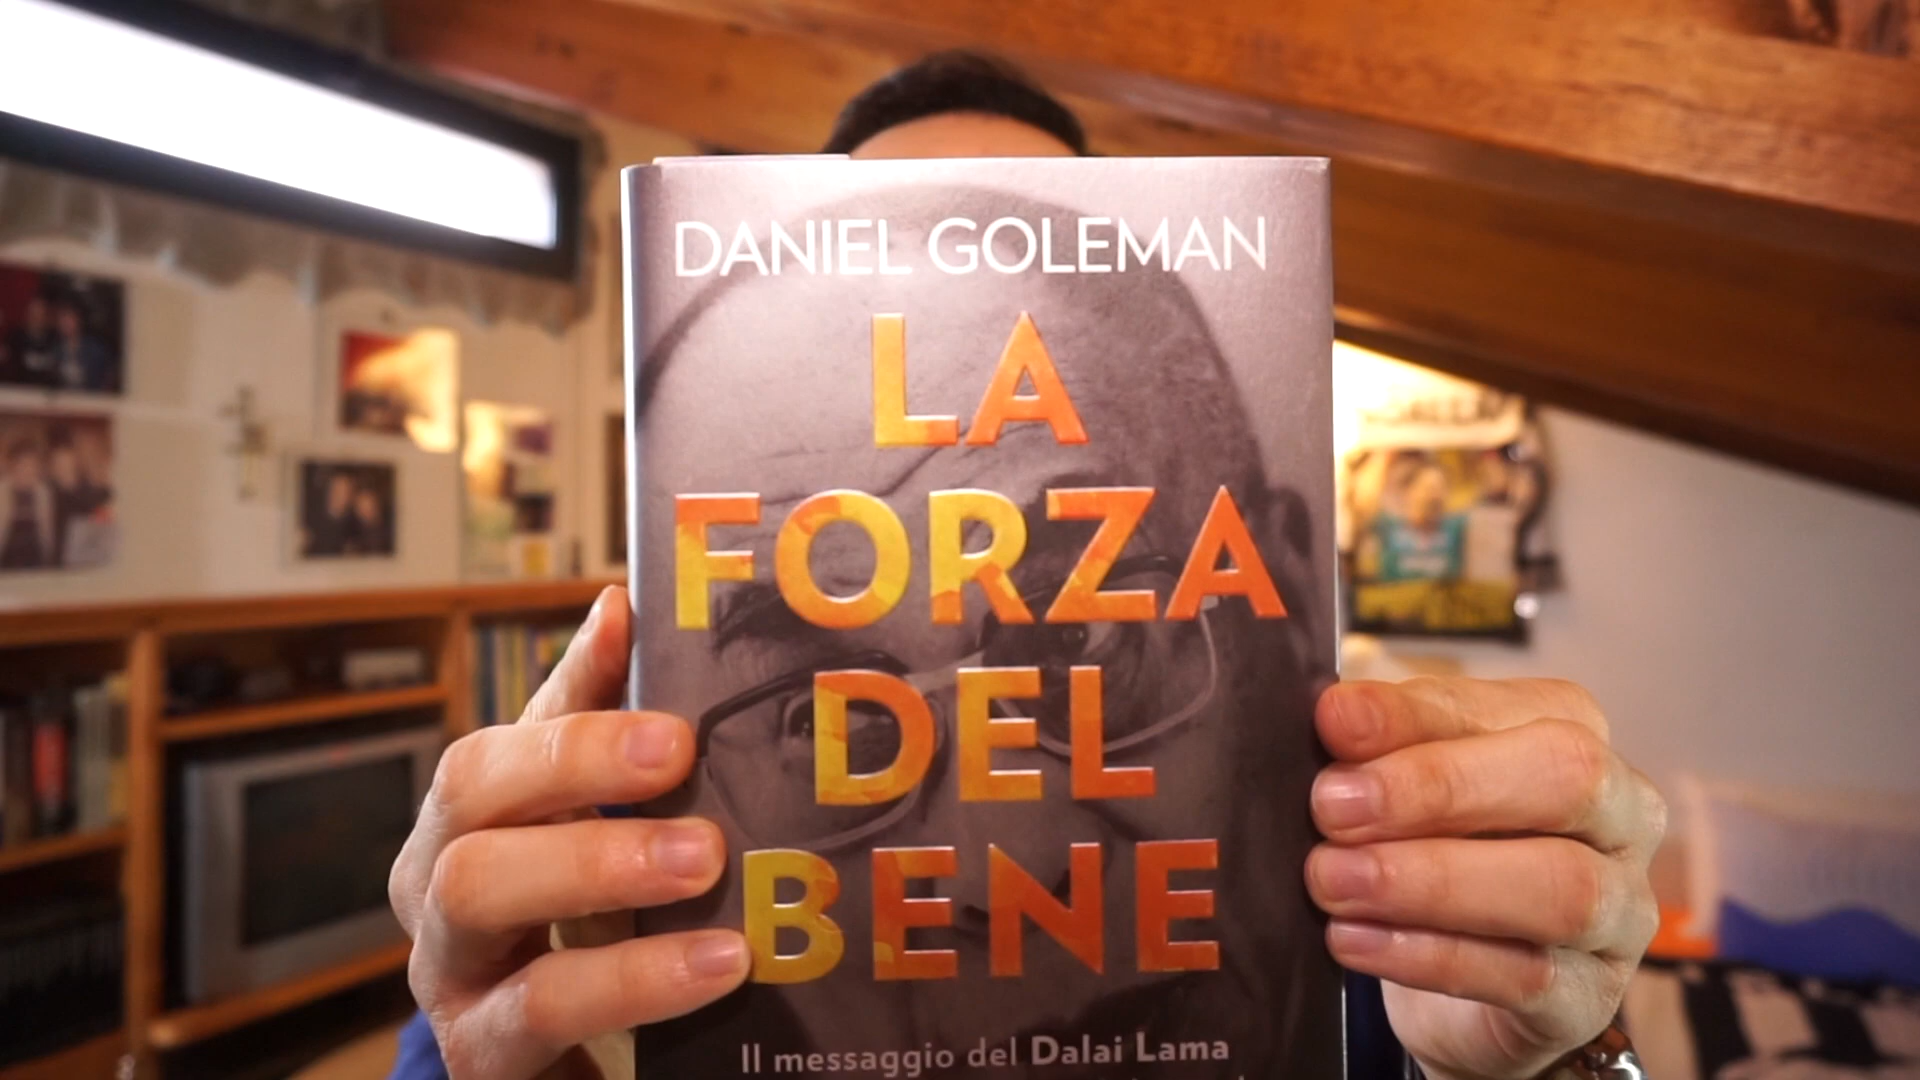 DANIEL GOLEMAN
LA
FORZA
DEL
BENE
Il messaggio del Dalai Lama